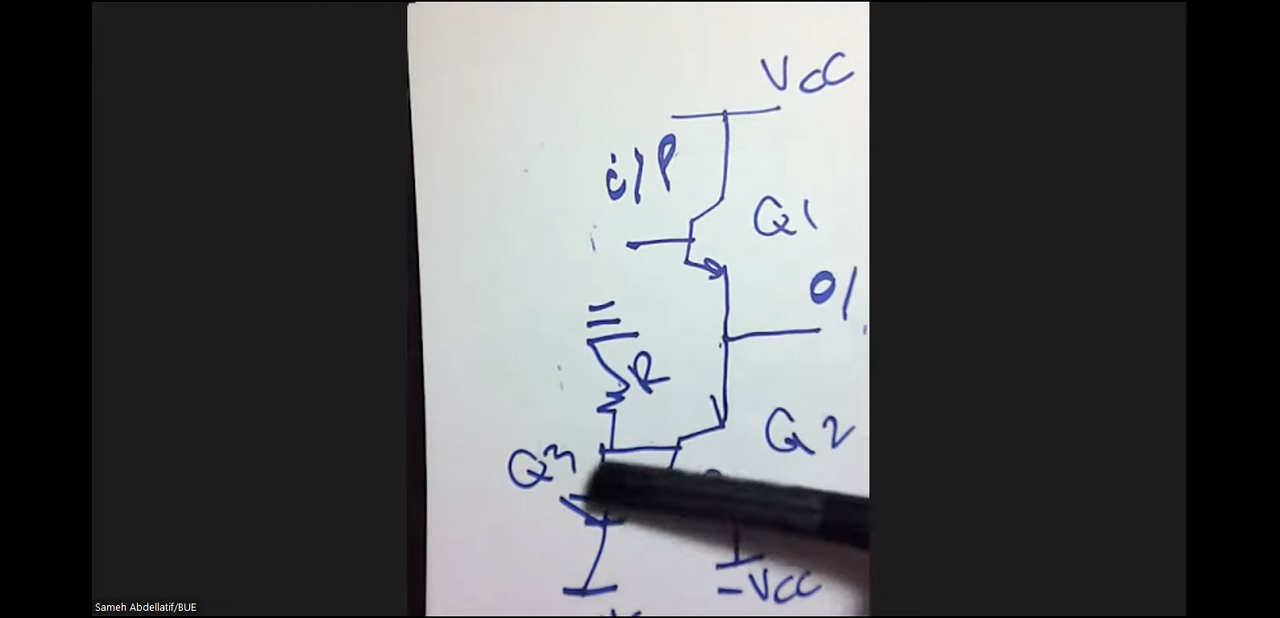 VCC
i/P
Q1
O/
R
Q2
Q3
-VCC
Sameh Abdellatif/BUE